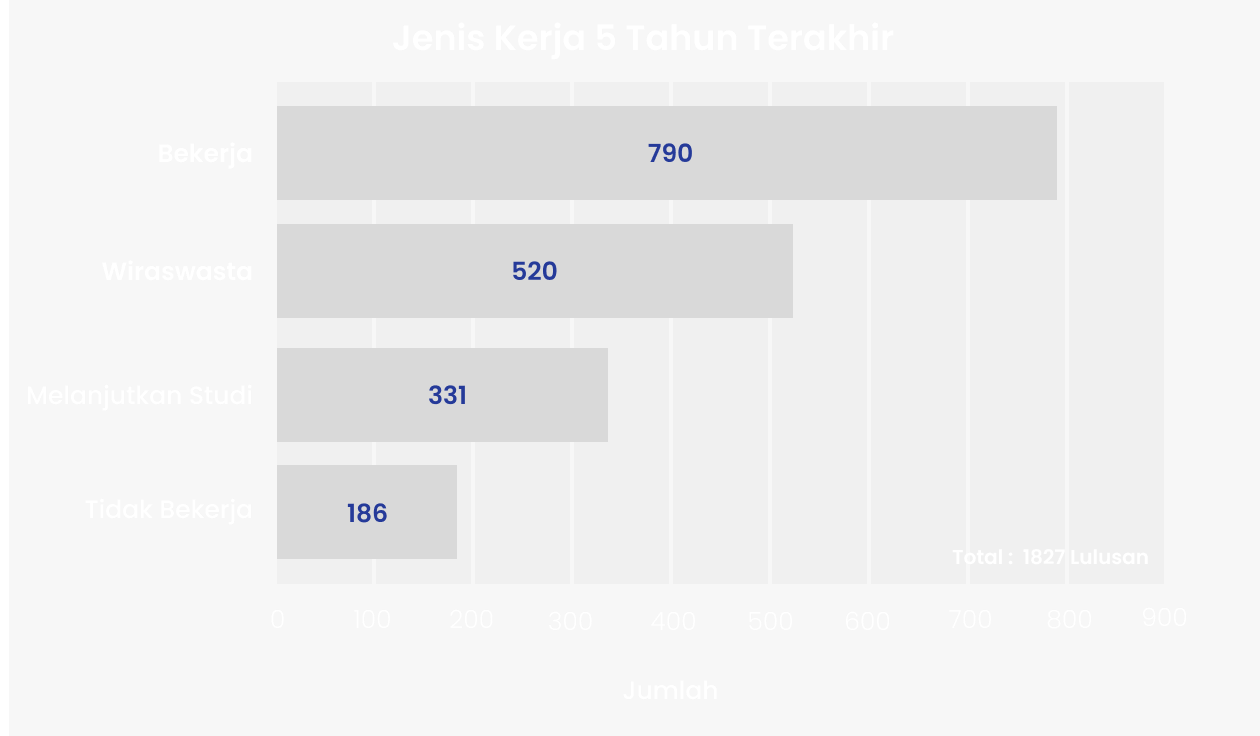 Jenis Kerja 5 Tahun Terakhir
Bekerja
790
Wiraswasta
520
Melanjutkan Studi
331
Tidak Bekerja
186
Total : 1827 Lulusan
0 100 200 300 400 500 600 700 800 900
Jumlah